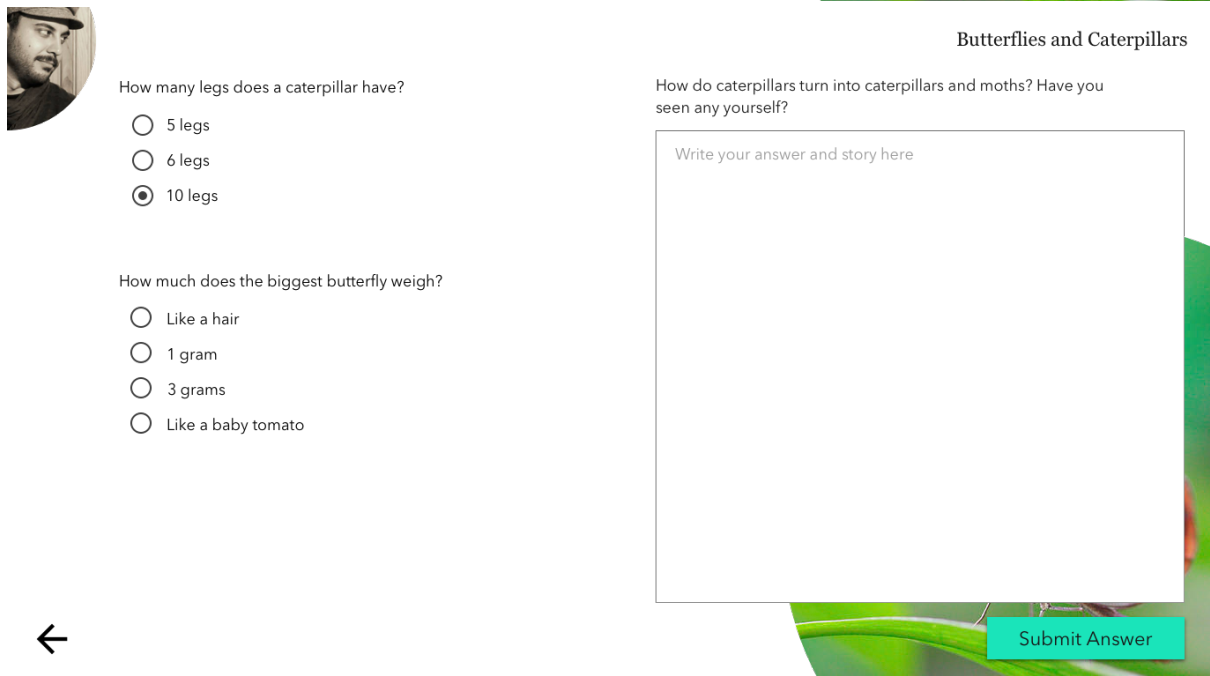 Butterflies and Caterpillars
How many legs does a caterpillar have?
5 legs
6 legs
10 legs
How much does the biggest butterfly weigh?
Like a hair
1 gram
3 grams
Like a baby tomato
How do caterpillars turn into caterpillars and moths? Have you
seen any yourself?
Write your answer and story here
Submit Answer